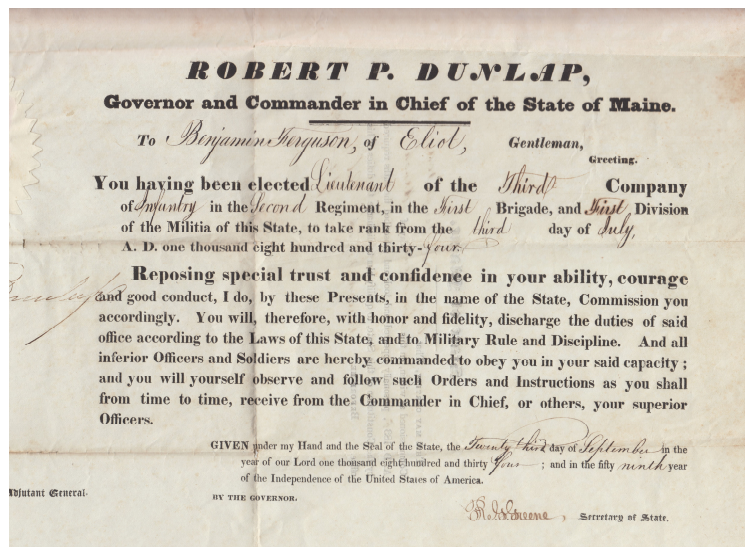 ROBERT P. DUNLAP,
Governor and Commander in Chief of the State of Maine.
To Benjamin Ferguson, of Eliot, Gentleman,
Greeting.
You having been elected Lieutenant of the Third Company
of Infantry in the Second Regiment, in the First Brigade, and First Division
of the Militia of this State, to take rank from the third day of July,
A. D. one thousand eight hundred and thirty-four
Reposing special trust and confidence in your ability, courage
and good conduct, I do, by these Presents, in the name of the State, Commission you
accordingly. You will, therefore, with honor and fidelity, discharge the duties of said
office according to the Laws of this State, and to Military Rule and Discipline. And all
inferior Officers and Soldiers are hereby commanded to obey you in your said capacity ;
and you will yourself observe and follow such Orders and Instructions as you shall
from time to time, receive from the Commander in Chief, or others, your superior
Officers.
GIVEN under my Hand and the Seal of the State, the Twenty third day of September in the
year of our Lord one thousand eight hundred and thirty four ; and in the fifty ninth year
of the Independence of the United States of America.
BY THE GOVERNOR.
Adjutant General.
Greene, Secretary of State.